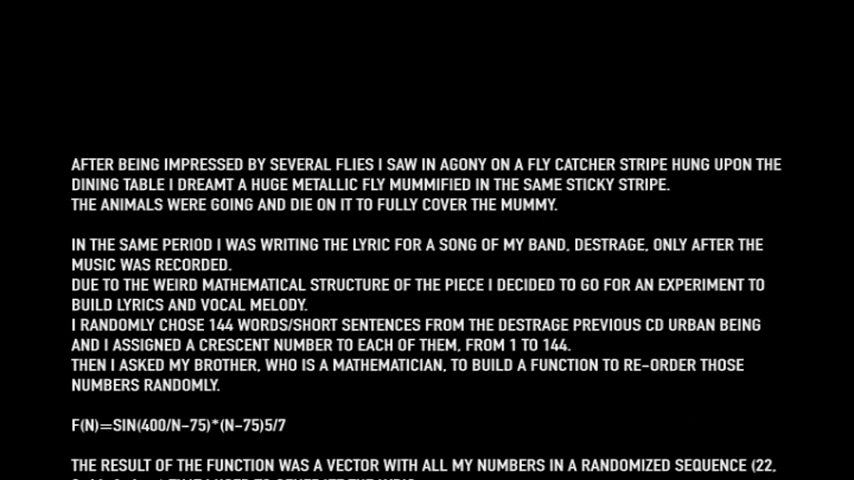 AFTER BEING IMPRESSED BY SEVERAL FLIES I SAW IN AGONY ON A FLY CATCHER STRIPE HUNG UPON THE
DINING TABLE I DREAMT A HUGE METALLIC FLY MUMMIFIED IN THE SAME STICKY STRIPE.
THE ANIMALS WERE GOING AND DIE ON IT TO FULLY COVER THE MUMMY.
IN THE SAME PERIOD I WAS WRITING THE LYRIC FOR A SONG OF MY BAND, DESTRAGE, ONLY AFTER THE
MUSIC WAS RECORDED.
DUE TO THE WEIRD MATHEMATICAL STRUCTURE OF THE PIECE I DECIDED TO GO FOR AN EXPERIMENT TO
BUILD LYRICS AND VOCAL MELODY.
I RANDOMLY CHOSE 144 WORDS/SHORT SENTENCES FROM THE DESTRAGE PREVIOUS CD URBAN BEING
AND I ASSIGNED A CRESCENT NUMBER TO EACH OF THEM, FROM 1 TO 144.
THEN I ASKED MY BROTHER, WHO IS A MATHEMATICIAN, TO BUILD A FUNCTION TO RE-ORDER THOSE
NUMBERS RANDOMLY.
F(N)=SIN(400/N-75)*(N-75)5/7
THE RESULT OF THE FUNCTION WAS A VECTOR WITH ALL MY NUMBERS IN A RANDOMIZED SEQUENCE (22,